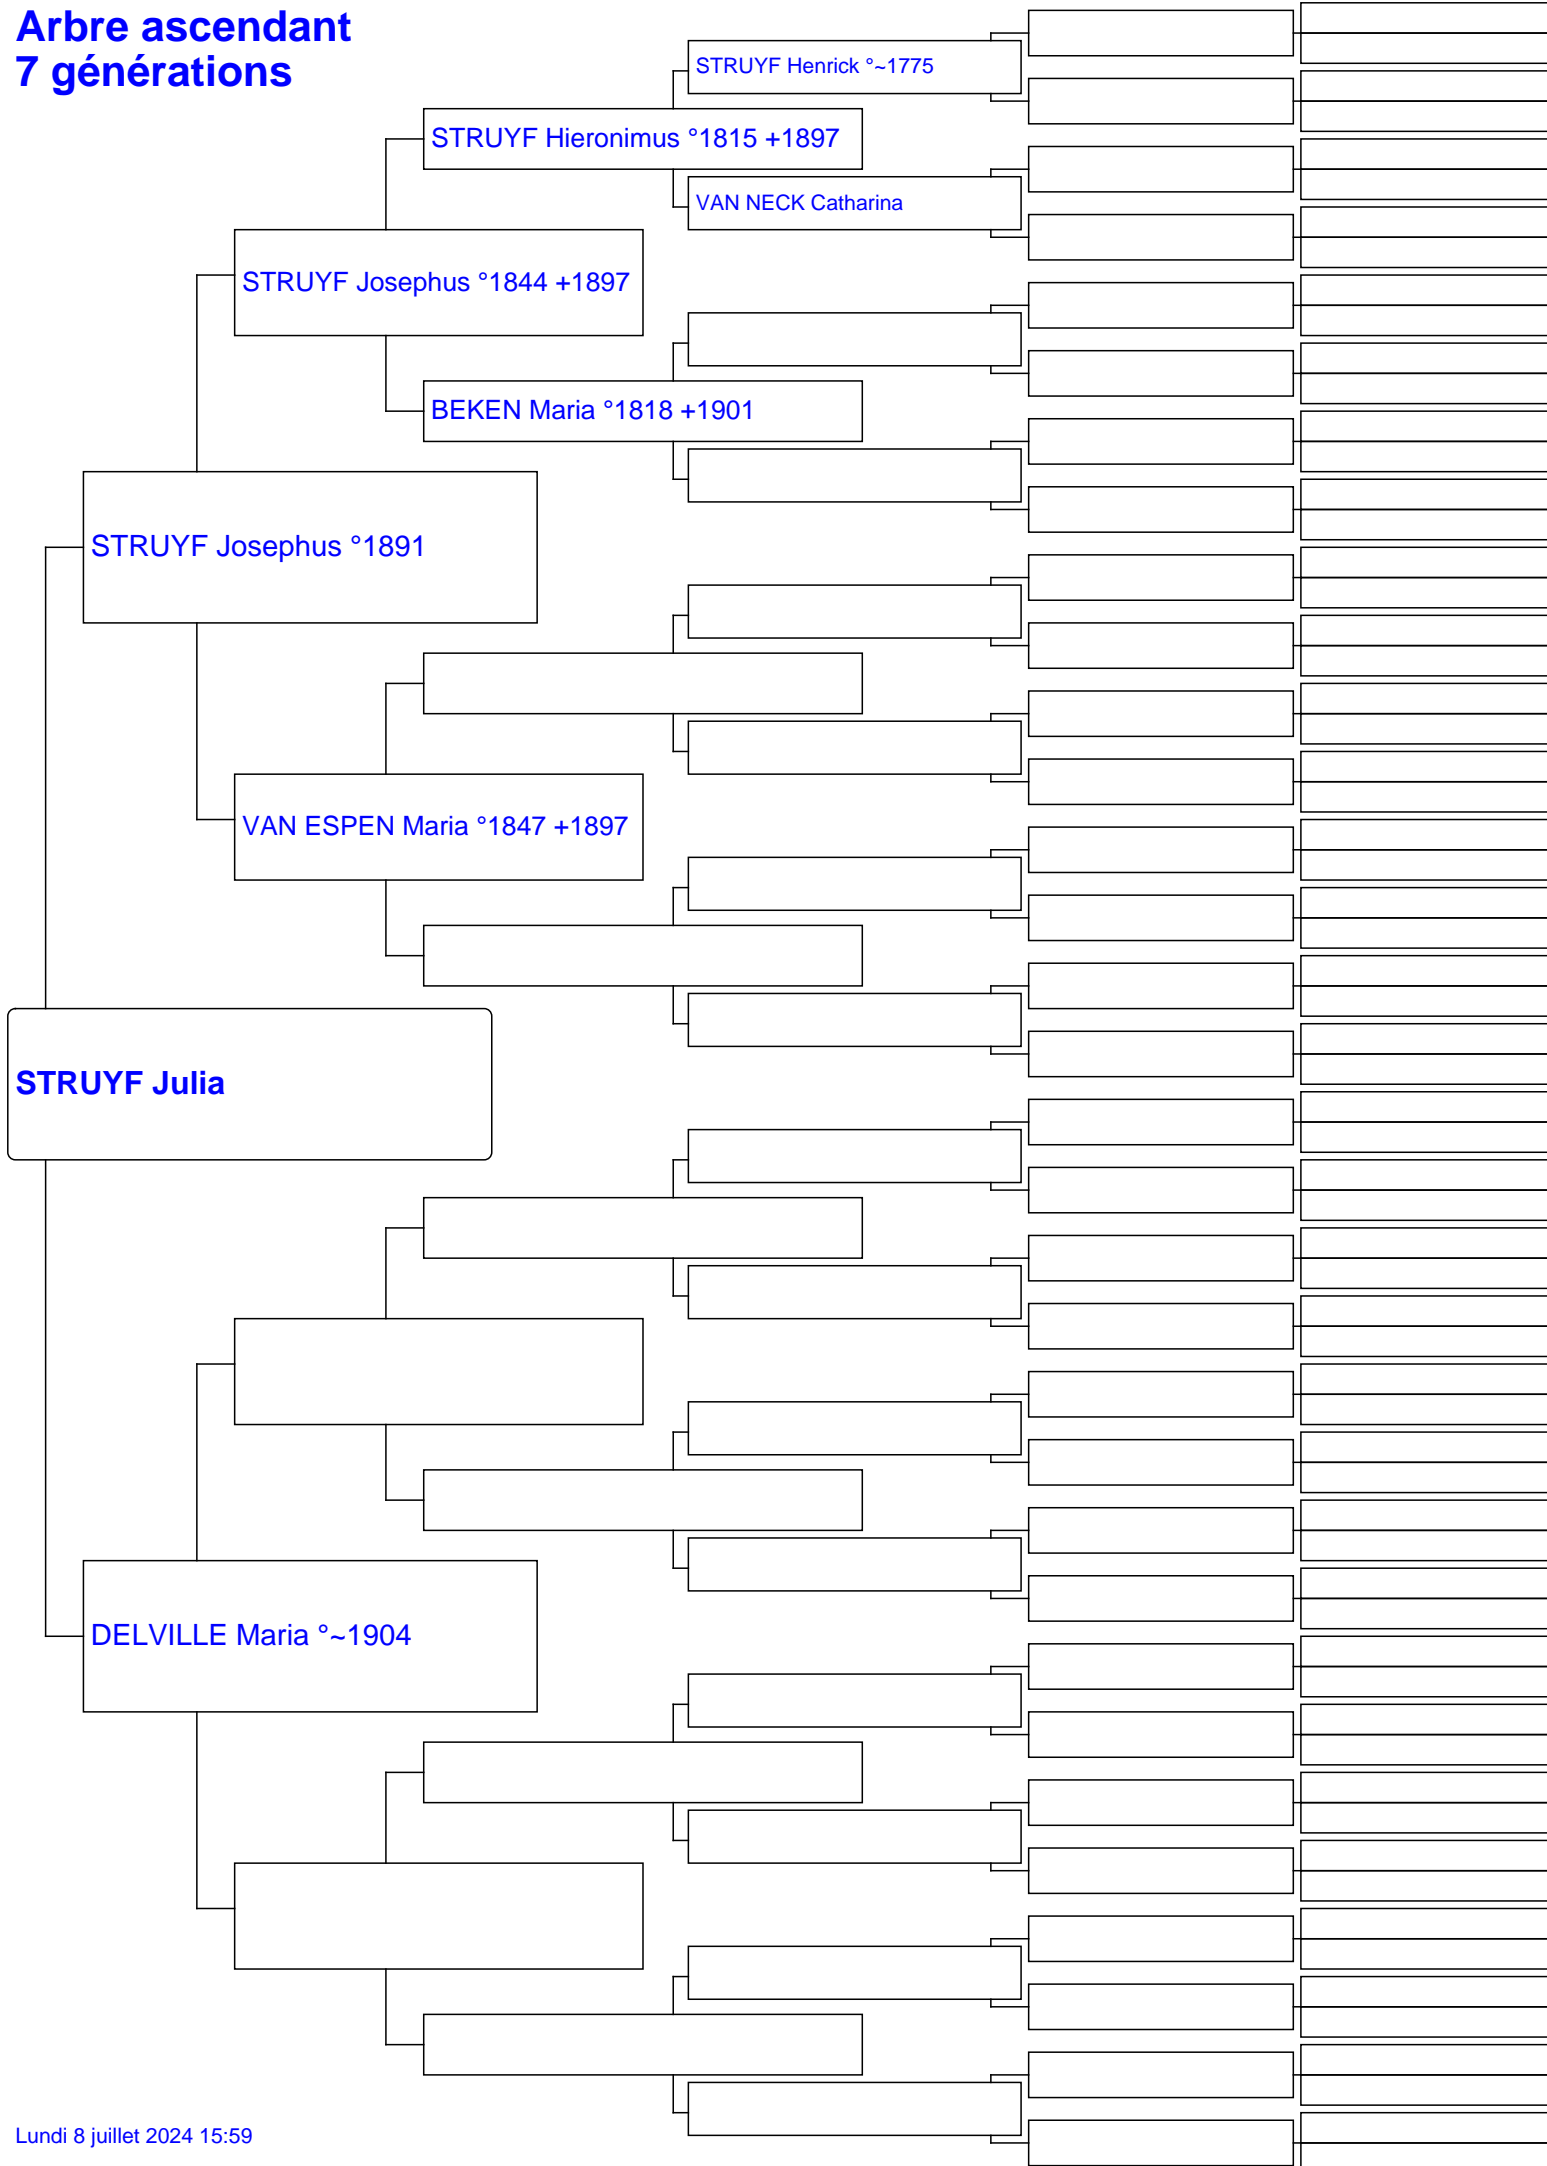 Arbre ascendant
7 générations
STRUYF Henrick °~1775
STRUYF Hieronimus °1815 +1897
VAN NECK Catharina
STRUYF Josephus °1844 +1897
BEKEN Maria °1818 +1901
STRUYF Josephus °1891
VAN ESPEN Maria °1847 +1897
STRUYF Julia
DELVILLE Maria °~1904
Lundi 8 juillet 2024 15:59